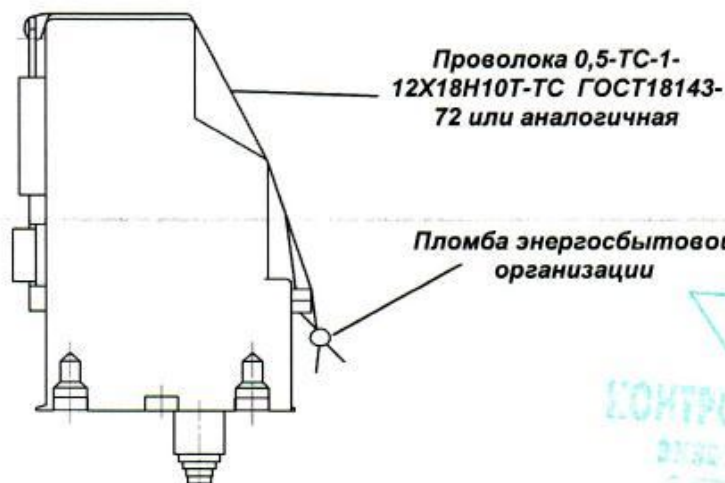 Проволока 0,5-ТС-1-
12Х18Н10Т-ТС ГОСТ18143-
72 или аналогичная
Пломба энергосбытовой
организации